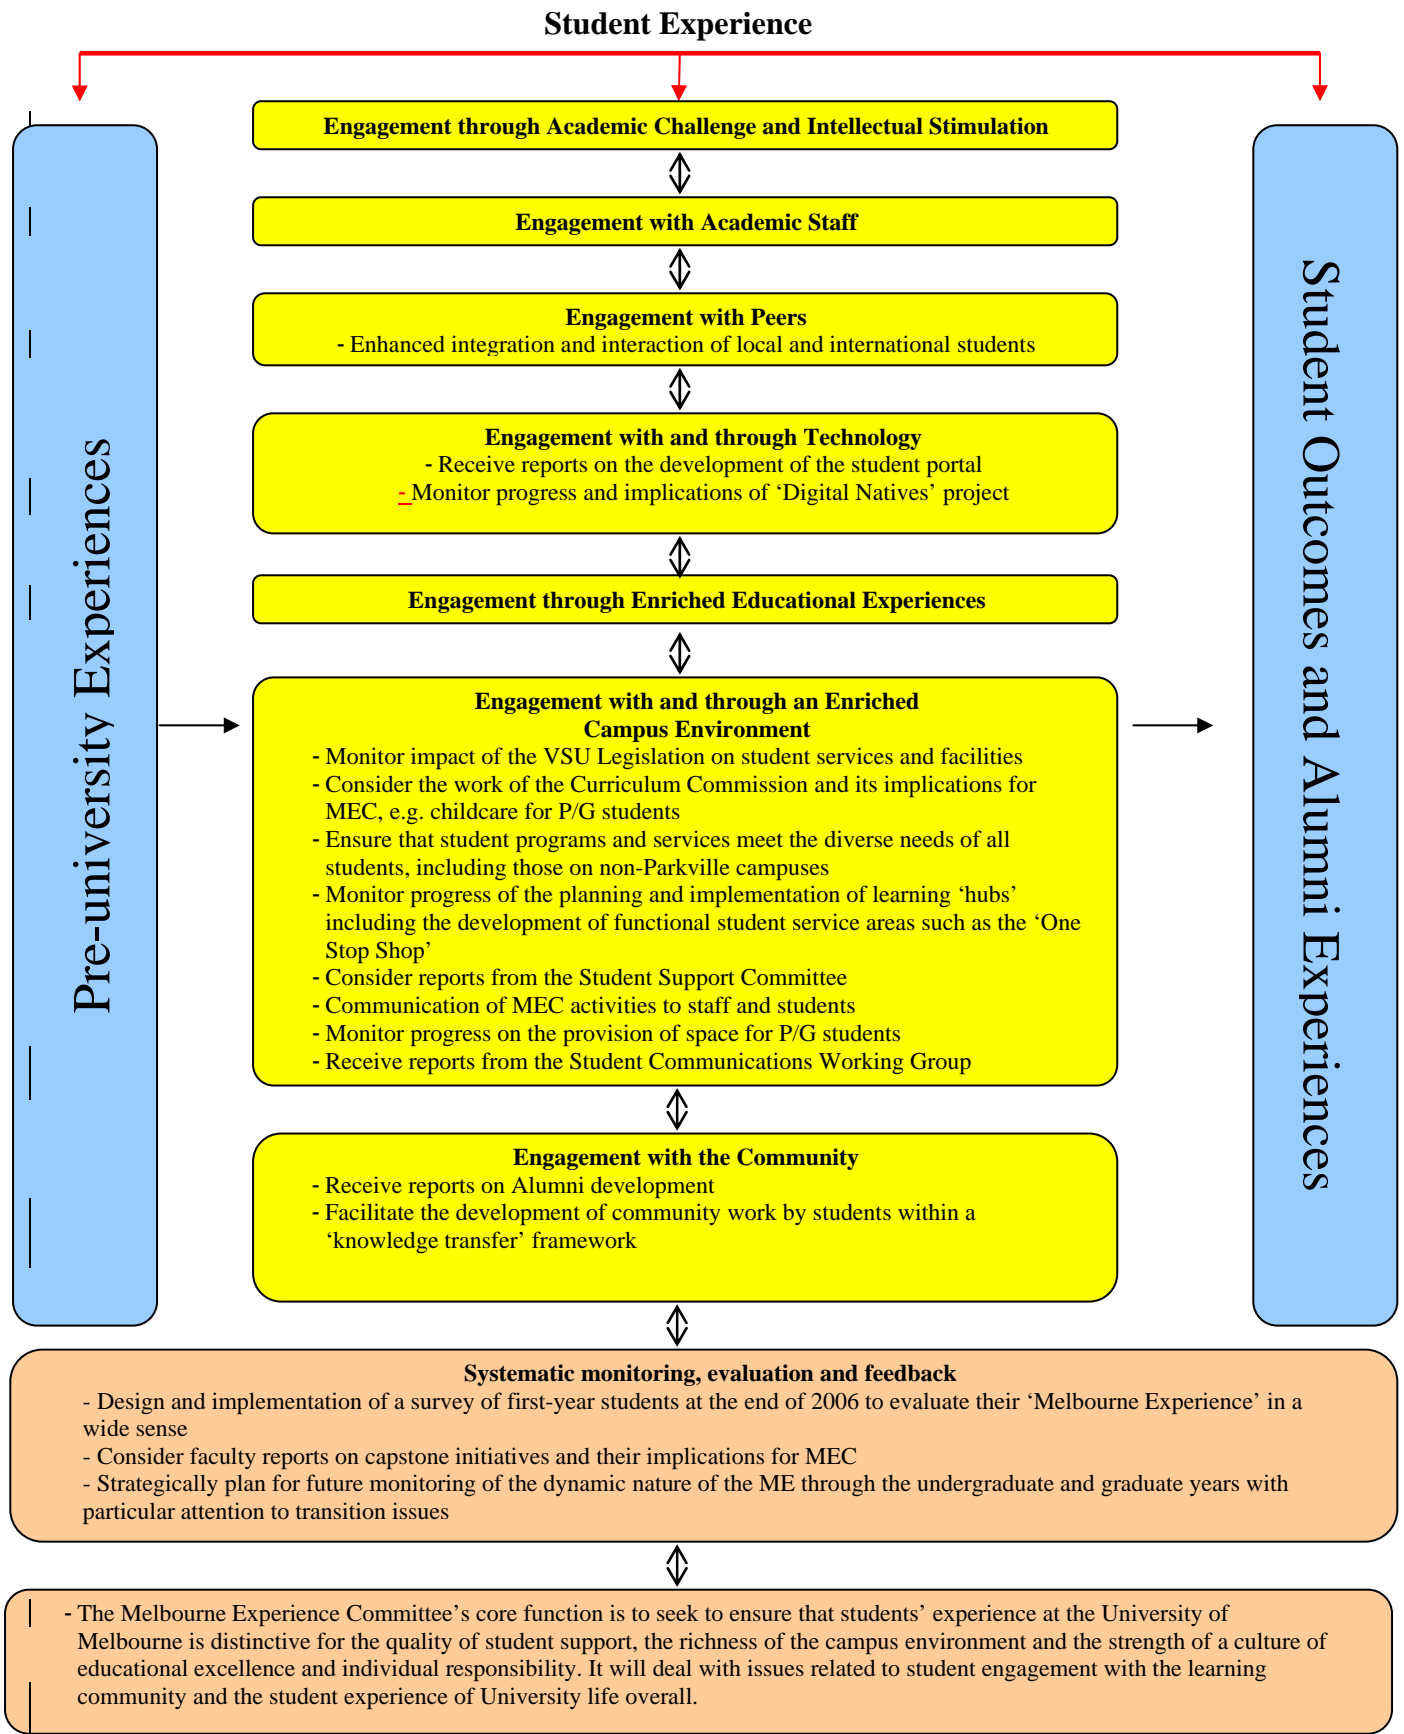 Student Experience
Engagement through Academic Challenge and Intellectual Stimulation
Engagement with Academic Staff
Engagement with Peers
- Enhanced integration and interaction of local and international students
Engagement with and through Technology
- Receive reports on the development of the student portal
- Monitor progress and implications of ‘Digital Natives’ project
Engagement through Enriched Educational Experiences
Pre-university Experiences
Engagement with and through an Enriched
Campus Environment
- Monitor impact of the VSU Legislation on student services and facilities
- Consider the work of the Curriculum Commission and its implications for
MEC, e.g. childcare for P/G students
- Ensure that student programs and services meet the diverse needs of all
students, including those on non-Parkville campuses
- Monitor progress of the planning and implementation of learning ‘hubs’
including the development of functional student service areas such as the ‘One
Stop Shop’
- Consider reports from the Student Support Committee
- Communication of MEC activities to staff and students
- Monitor progress on the provision of space for P/G students
- Receive reports from the Student Communications Working Group
Student Outcomes and Alumni Experiences
Engagement with the Community
- Receive reports on Alumni development
- Facilitate the development of community work by students within a
‘knowledge transfer’ framework
Systematic monitoring, evaluation and feedback
- Design and implementation of a survey of first-year students at the end of 2006 to evaluate their ‘Melbourne Experience’ in a
wide sense
- Consider faculty reports on capstone initiatives and their implications for MEC
- Strategically plan for future monitoring of the dynamic nature of the ME through the undergraduate and graduate years with
particular attention to transition issues
- The Melbourne Experience Committee’s core function is to seek to ensure that students’ experience at the University of
Melbourne is distinctive for the quality of student support, the richness of the campus environment and the strength of a culture of
educational excellence and individual responsibility. It will deal with issues related to student engagement with the learning
community and the student experience of University life overall.